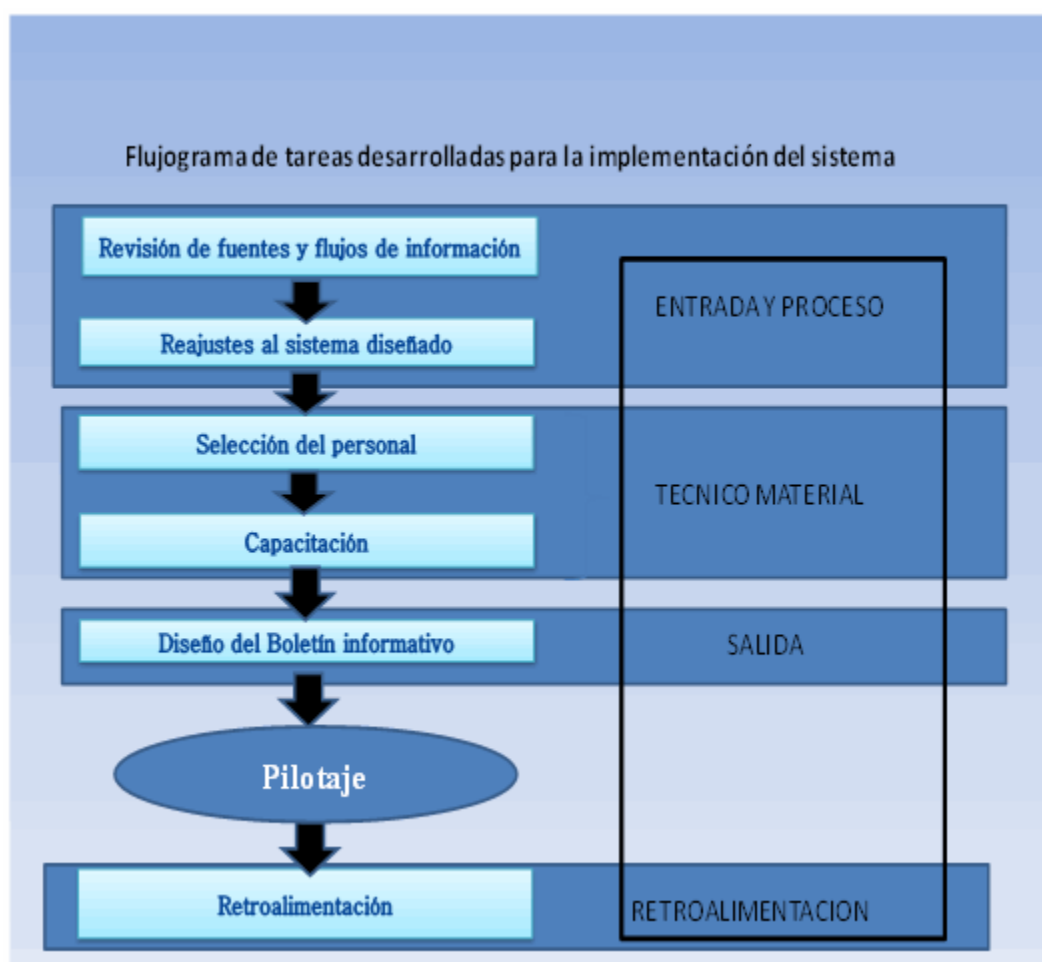 Flujograma de tareas desarrolladas para la implementación del sistema
Revisión de fuentes y flujos de información
ENTRADA Y PROCESO
Reajustes al sistema diseñado
Selección del personal
TECNICO MATERIAL
Capacitación
Diseño del Boletín informativo
SALIDA
Pilotaje
Retroalimentación
RETROALIMENTACION